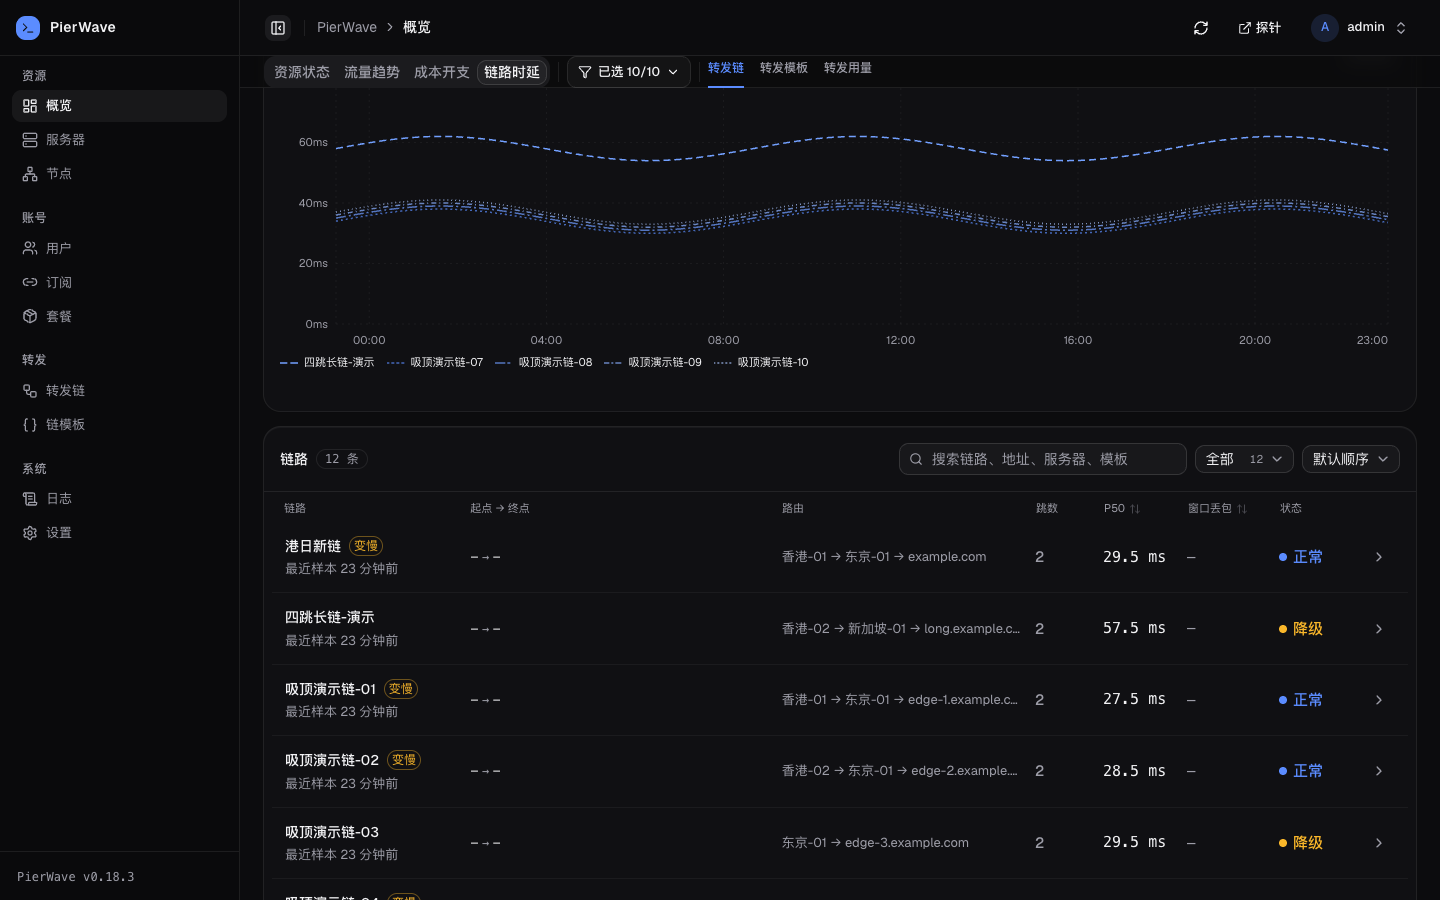 PierWave
PierWave > 概览
探针
A admin
资源
概览
服务器
节点
账号
用户
订阅
套餐
转发
转发链
链模板
系统
日志
设置
PierWave v0.18.3
资源状态 流量趋势 成本开支 链路时延 已选 10/10 转发链 转发模板 转发用量
60ms
40ms
20ms
0ms
00:00 04:00 08:00 12:00 16:00 20:00 23:00
四跳长链-演示 吸顶演示链-07 吸顶演示链-08 吸顶演示链-09 吸顶演示链-10
链路 12 条 搜索链路、地址、服务器、模板 全部 12 默认顺序
链路 起点 → 终点 路由 跳数 P50 ↑↓ 窗口丢包 ↑↓ 状态
港日新链 变慢
最近样本 23 分钟前
– → – 香港-01 → 东京-01 → example.com 2 29.5 ms – 正常
四跳长链-演示
最近样本 23 分钟前
– → – 香港-02 → 新加坡-01 → long.example.c… 2 57.5 ms – 降级
吸顶演示链-01 变慢
最近样本 23 分钟前
– → – 香港-01 → 东京-01 → edge-1.example.c… 2 27.5 ms – 正常
吸顶演示链-02 变慢
最近样本 23 分钟前
– → – 香港-02 → 东京-01 → edge-2.example.… 2 28.5 ms – 正常
吸顶演示链-03
最近样本 23 分钟前
– → – 东京-01 → edge-3.example.com 2 29.5 ms – 降级
吸顶演示链-04 变慢